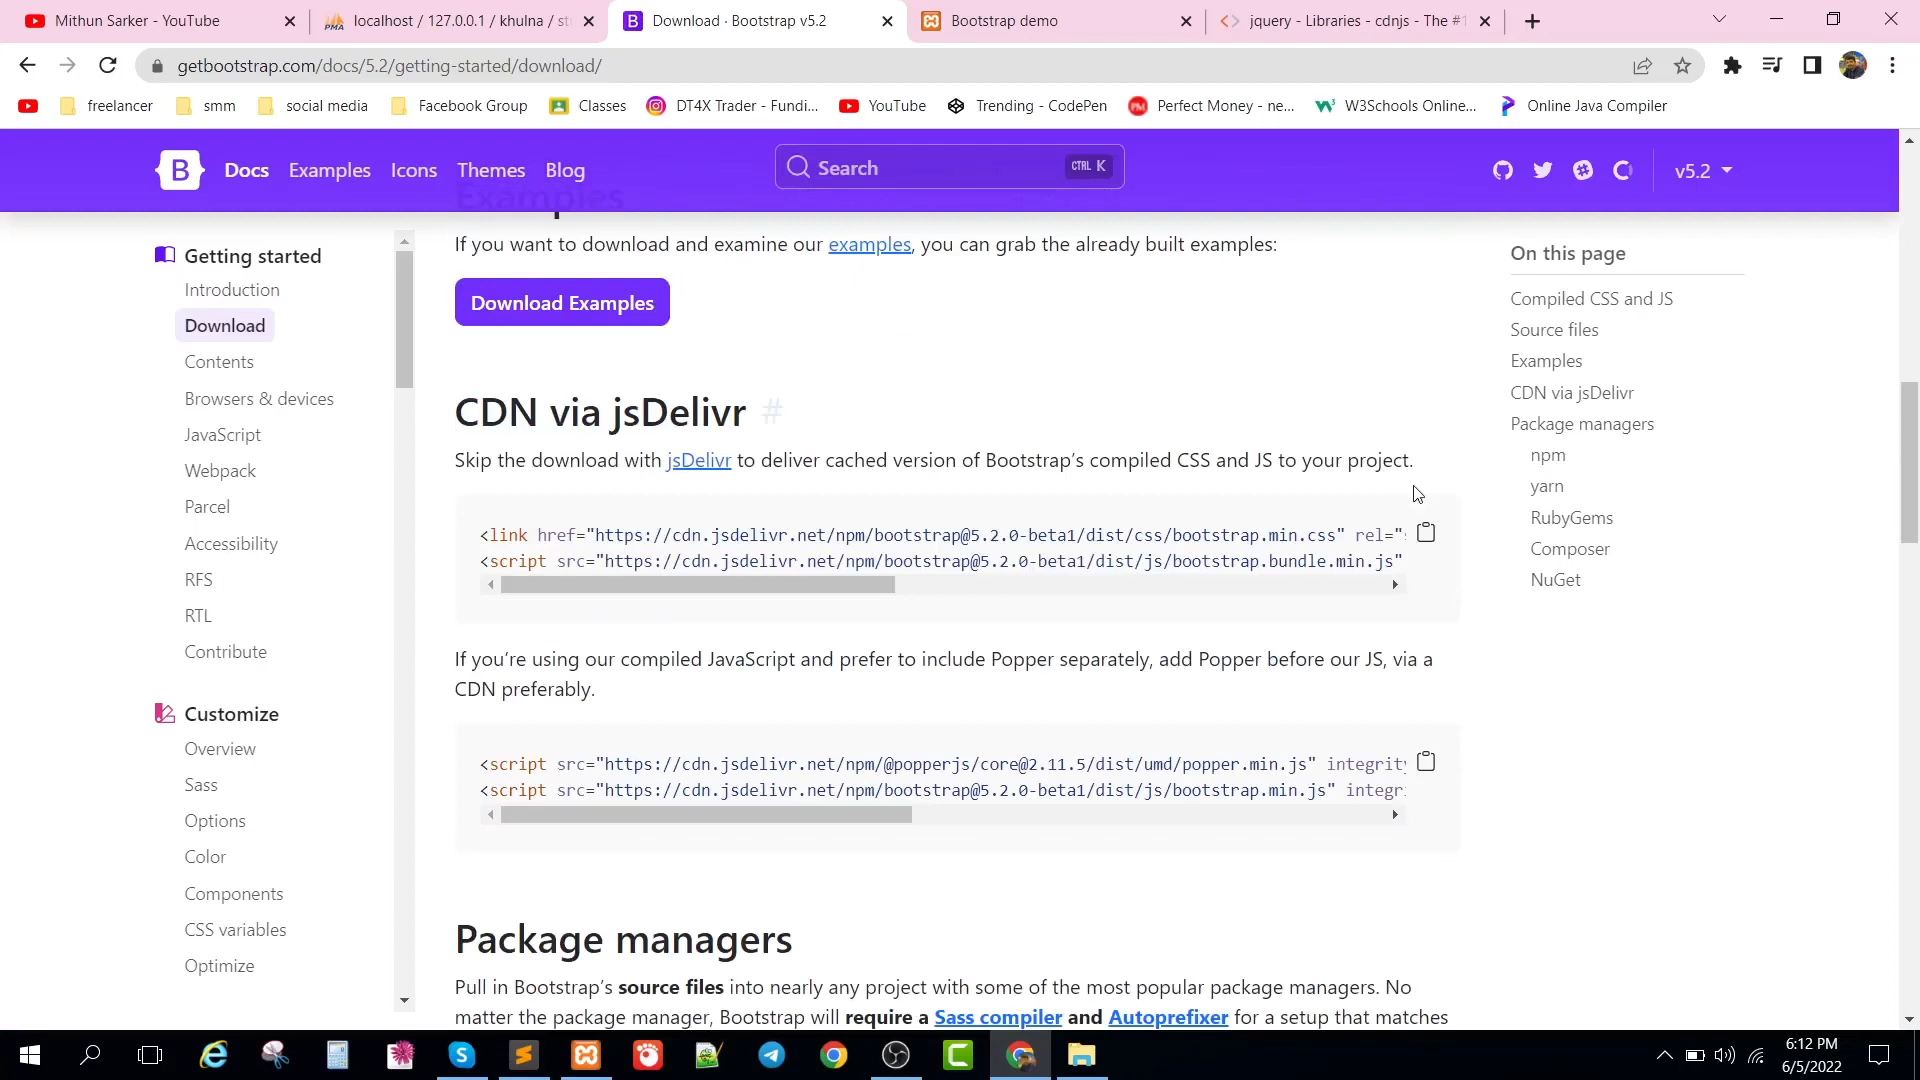 Mithun Sarker - YouTube
localhost / 127.0.0.1 / khulna / st
Download · Bootstrap v5.2
Bootstrap demo
jquery - Libraries - cdnjs - The #1
getbootstrap.com/docs/5.2/getting-started/download/
freelancer
smm
social media
Facebook Group
Classes
DT4X Trader - Fundi...
YouTube
Trending - CodePen
Perfect Money - ne...
W3Schools Online...
Online Java Compiler
B
Docs
Examples
Icons
Themes
Blog
Search
CTRL K
v5.2
Examples
Getting started
Introduction
Download
Contents
Browsers & devices
JavaScript
Webpack
Parcel
Accessibility
RFS
RTL
Contribute
Customize
Overview
Sass
Options
Color
Components
CSS variables
Optimize
If you want to download and examine our examples, you can grab the already built examples:
Download Examples
CDN via jsDelivr #
Skip the download with jsDelivr to deliver cached version of Bootstrap’s compiled CSS and JS to your project.
<link href="https://cdn.jsdelivr.net/npm/bootstrap@5.2.0-beta1/dist/css/bootstrap.min.css" rel="
<script src="https://cdn.jsdelivr.net/npm/bootstrap@5.2.0-beta1/dist/js/bootstrap.bundle.min.js"
If you’re using our compiled JavaScript and prefer to include Popper separately, add Popper before our JS, via a
CDN preferably.
<script src="https://cdn.jsdelivr.net/npm/@popperjs/core@2.11.5/dist/umd/popper.min.js" integrity
<script src="https://cdn.jsdelivr.net/npm/bootstrap@5.2.0-beta1/dist/js/bootstrap.min.js" integri
Package managers
Pull in Bootstrap’s source files into nearly any project with some of the most popular package managers. No
matter the package manager, Bootstrap will require a Sass compiler and Autoprefixer for a setup that matches
On this page
Compiled CSS and JS
Source files
Examples
CDN via jsDelivr
Package managers
npm
yarn
RubyGems
Composer
NuGet
6:12 PM
6/5/2022